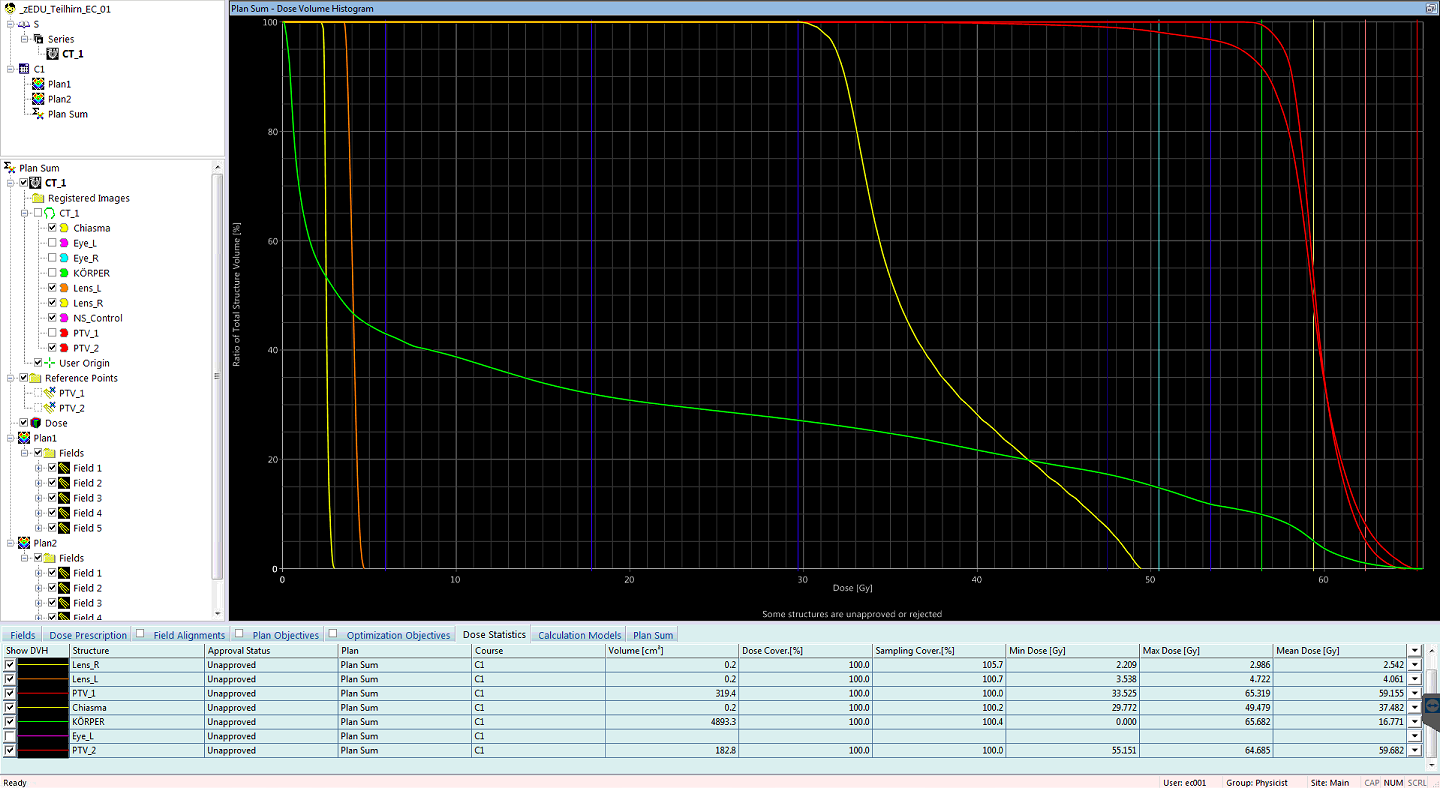 _zEDU_Teilhirn_EC_01
S
Series
CT_1
C1
Plan1
Plan2
Plan Sum
Plan Sum
CT_1
Registered Images
CT_1
Chiasma
Eye_L
Eye_R
KÖRPER
Lens_L
Lens_R
NS_Control
PTV_1
PTV_2
User Origin
Reference Points
PTV_1
PTV_2
Dose
Plan1
Fields
Field 1
Field 2
Field 3
Field 4
Field 5
Plan2
Fields
Field 1
Field 2
Field 3
Field 4
Plan Sum - Dose Volume Histogram
Ratio of Total Structure Volume [%]
100
80
60
40
20
0
0 10 20 30 40 50 60
Dose [Gy]
Some structures are unapproved or rejected
Fields Dose Prescription Field Alignments Plan Objectives Optimization Objectives Dose Statistics Calculation Models Plan Sum
Show DVH Structure Approval Status Plan Course Volume [cm³] Dose Cover.[%] Sampling Cover.[%] Min Dose [Gy] Max Dose [Gy] Mean Dose [Gy]
Lens_R Unapproved Plan Sum C1 0.2 100.0 105.7 2.209 2.986 2.542
Lens_L Unapproved Plan Sum C1 0.2 100.0 100.7 3.538 4.722 4.061
PTV_1 Unapproved Plan Sum C1 319.4 100.0 100.0 33.525 65.319 59.155
Chiasma Unapproved Plan Sum C1 0.2 100.0 100.2 29.772 49.479 37.482
KÖRPER Unapproved Plan Sum C1 4893.3 100.0 100.4 0.000 65.682 16.771
Eye_L Unapproved Plan Sum C1
PTV_2 Unapproved Plan Sum C1 182.8 100.0 100.0 55.151 64.685 59.682
Ready User: ec001 Group: Physicist Site: Main CAP NUM SCRL